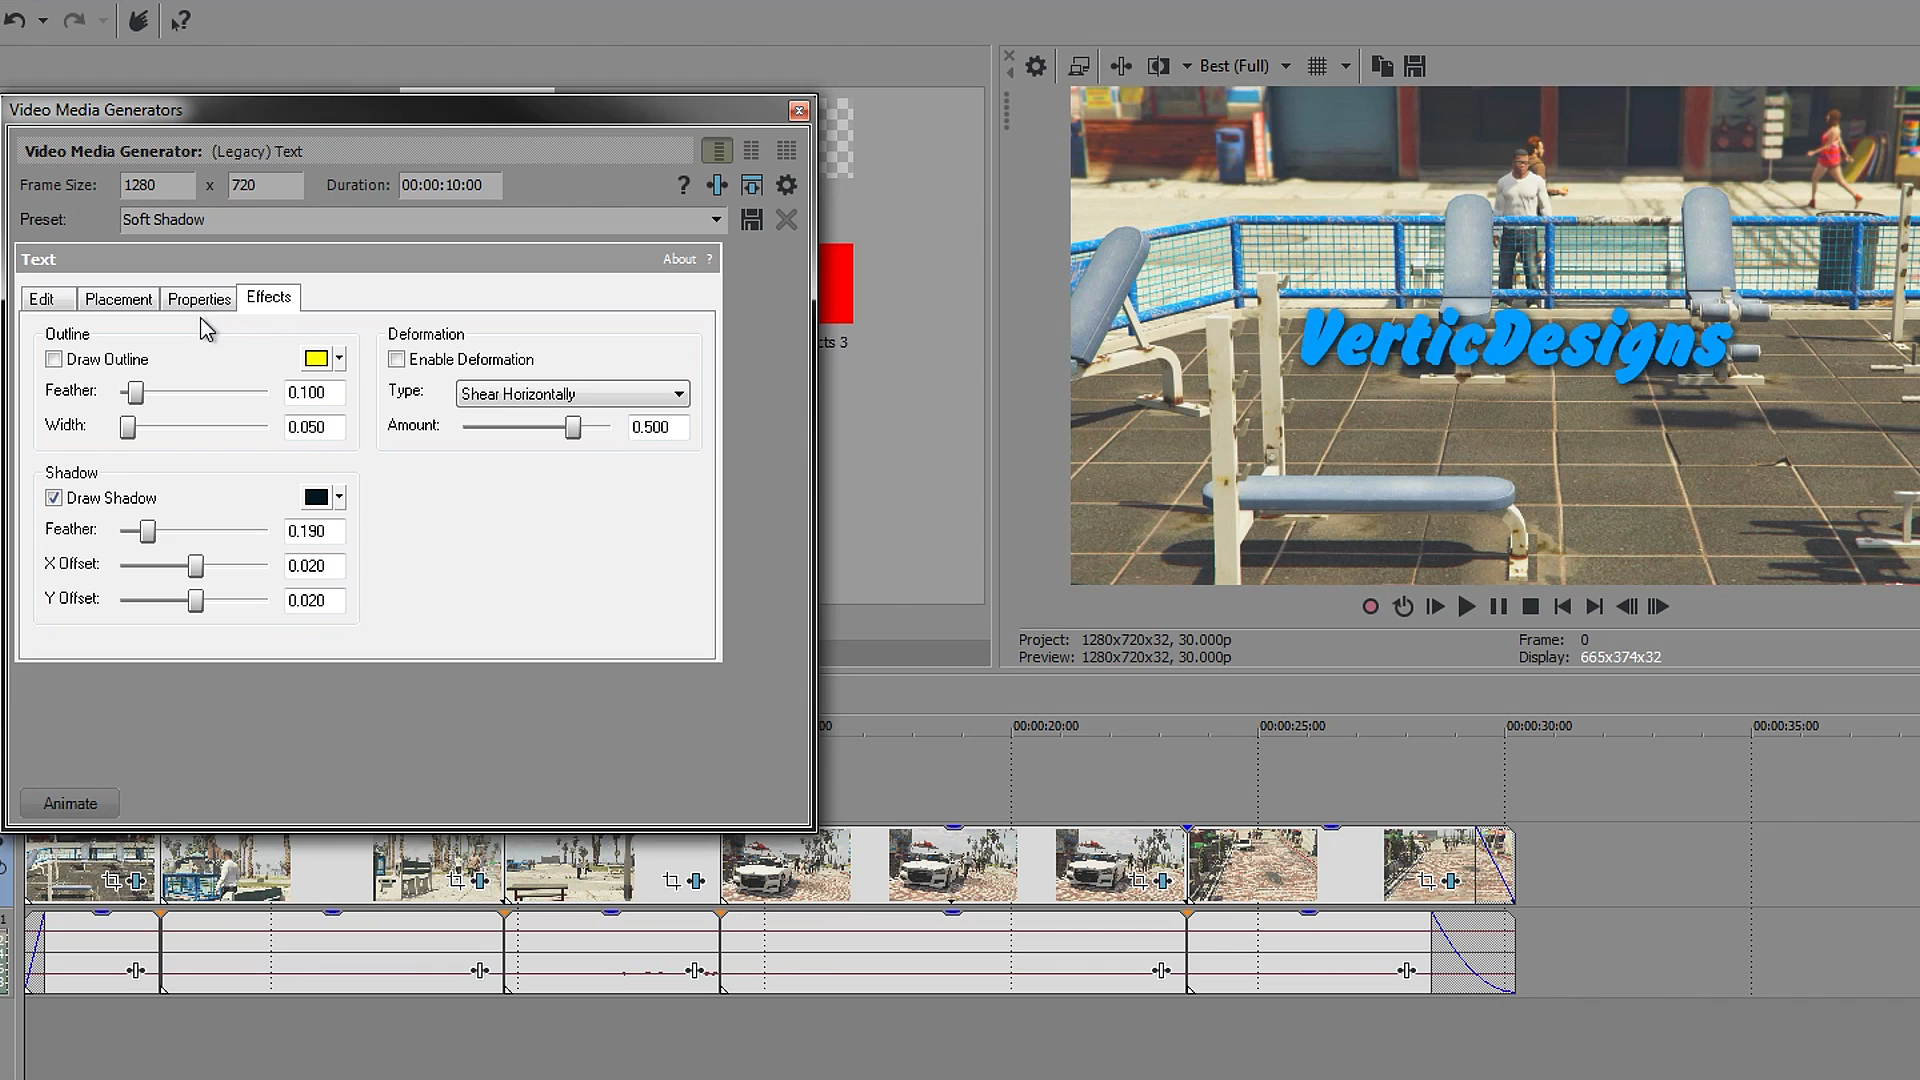 Best (Full)
Video Media Generators
Video Media Generator: (Legacy) Text
Frame Size: 1280 x 720 Duration: 00:00:10:00
Preset: Soft Shadow
Text About ?
Edit Placement Properties Effects
Outline
Draw Outline
Feather: 0.100
Width: 0.050
Deformation
Enable Deformation
Type: Shear Horizontally
Amount: 0.500
Shadow
Draw Shadow
Feather: 0.190
X Offset: 0.020
Y Offset: 0.020
Animate
cts 3
VerticDesigns
Project: 1280x720x32, 30.000p
Preview: 1280x720x32, 30.000p
Frame: 0
Display: 665x374x32
00:00:20:00 00:00:25:00 00:00:30:00 00:00:35:00